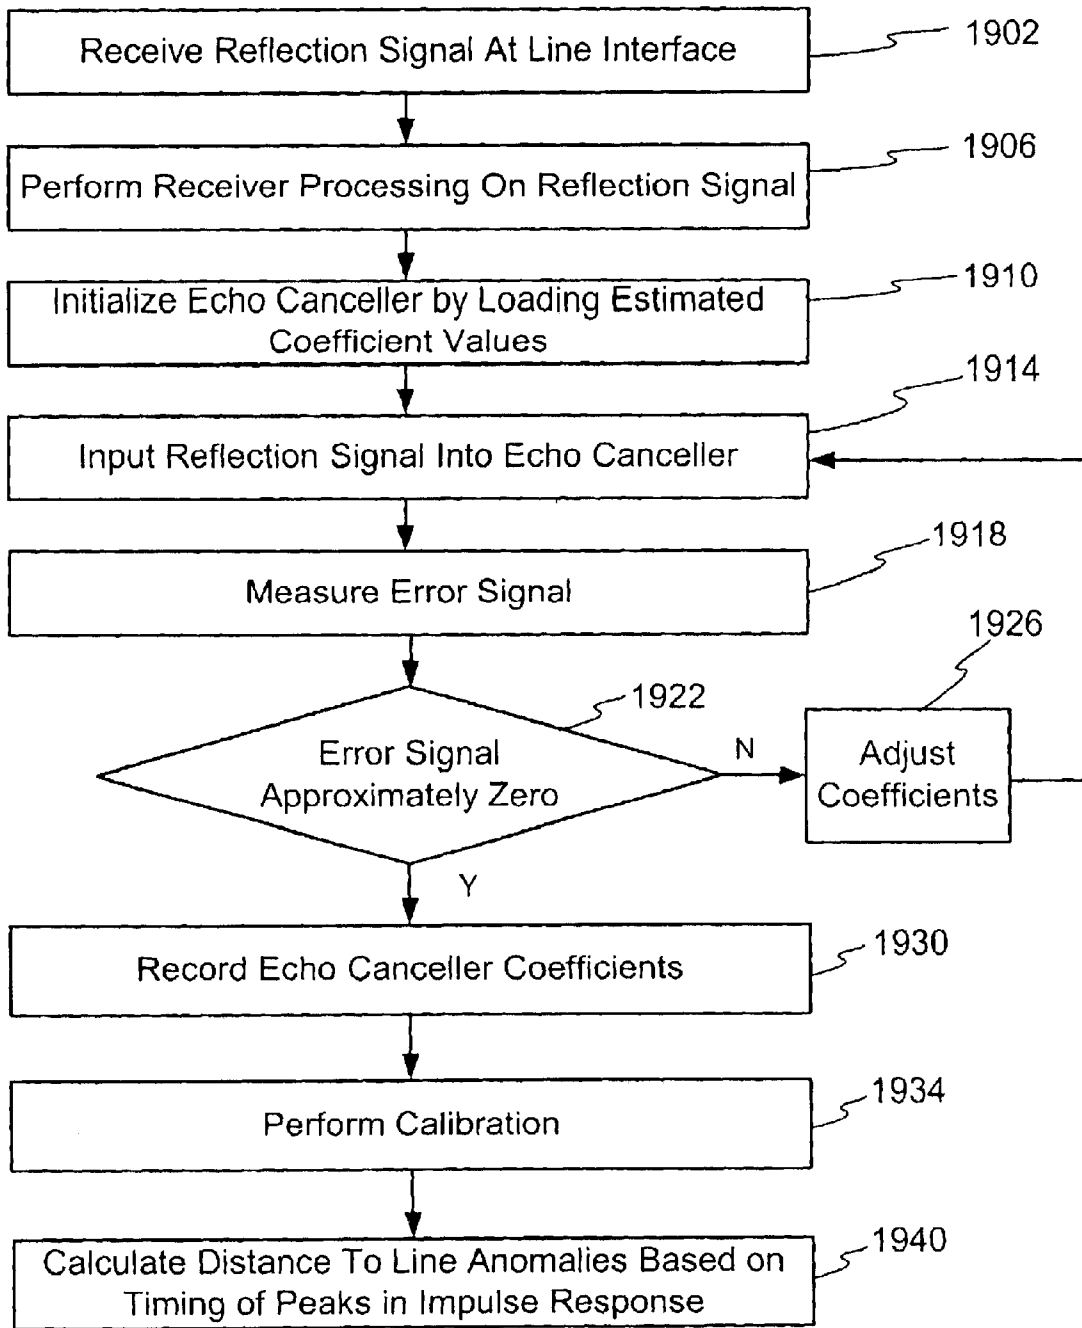 Receive Reflection Signal At Line Interface
1902
Perform Receiver Processing On Reflection Signal
1906
Initialize Echo Canceller by Loading Estimated
Coefficient Values
1910
Input Reflection Signal Into Echo Canceller
1914
Measure Error Signal
1918
Error Signal
Approximately Zero
1922
N
Adjust
Coefficients
1926
Y
Record Echo Canceller Coefficients
1930
Perform Calibration
1934
Calculate Distance To Line Anomalies Based on
Timing of Peaks in Impulse Response
1940